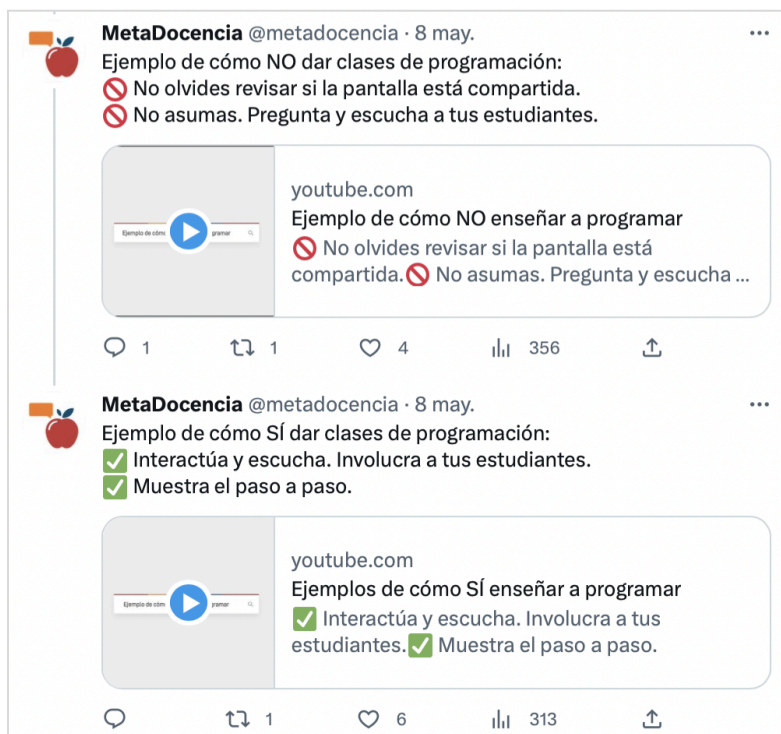 MetaDocencia @metadocencia · 8 may.
Ejemplo de cómo NO dar clases de programación:
🚫 No olvides revisar si la pantalla está compartida.
🚫 No asumas. Pregunta y escucha a tus estudiantes.
Ejemplo de cómo
gramar
youtube.com
Ejemplo de cómo NO enseñar a programar
🚫 No olvides revisar si la pantalla está
compartida.🚫 No asumas. Pregunta y escucha ...
1 1 4 356
MetaDocencia @metadocencia · 8 may.
Ejemplo de cómo SÍ dar clases de programación:
✅ Interactúa y escucha. Involucra a tus estudiantes.
✅ Muestra el paso a paso.
Ejemplo de cóm
gramar
youtube.com
Ejemplos de cómo SÍ enseñar a programar
✅ Interactúa y escucha. Involucra a tus
estudiantes.✅ Muestra el paso a paso.
1 6 313